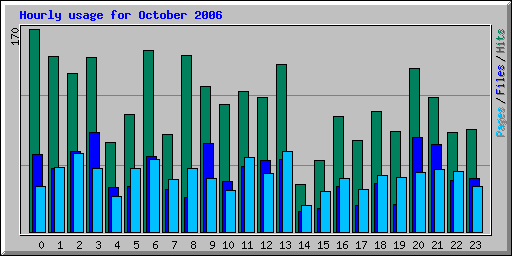 Hourly usage for October 2006
170
Pages / Files / Hits
0 1 2 3 4 5 6 7 8 9 10 11 12 13 14 15 16 17 18 19 20 21 22 23